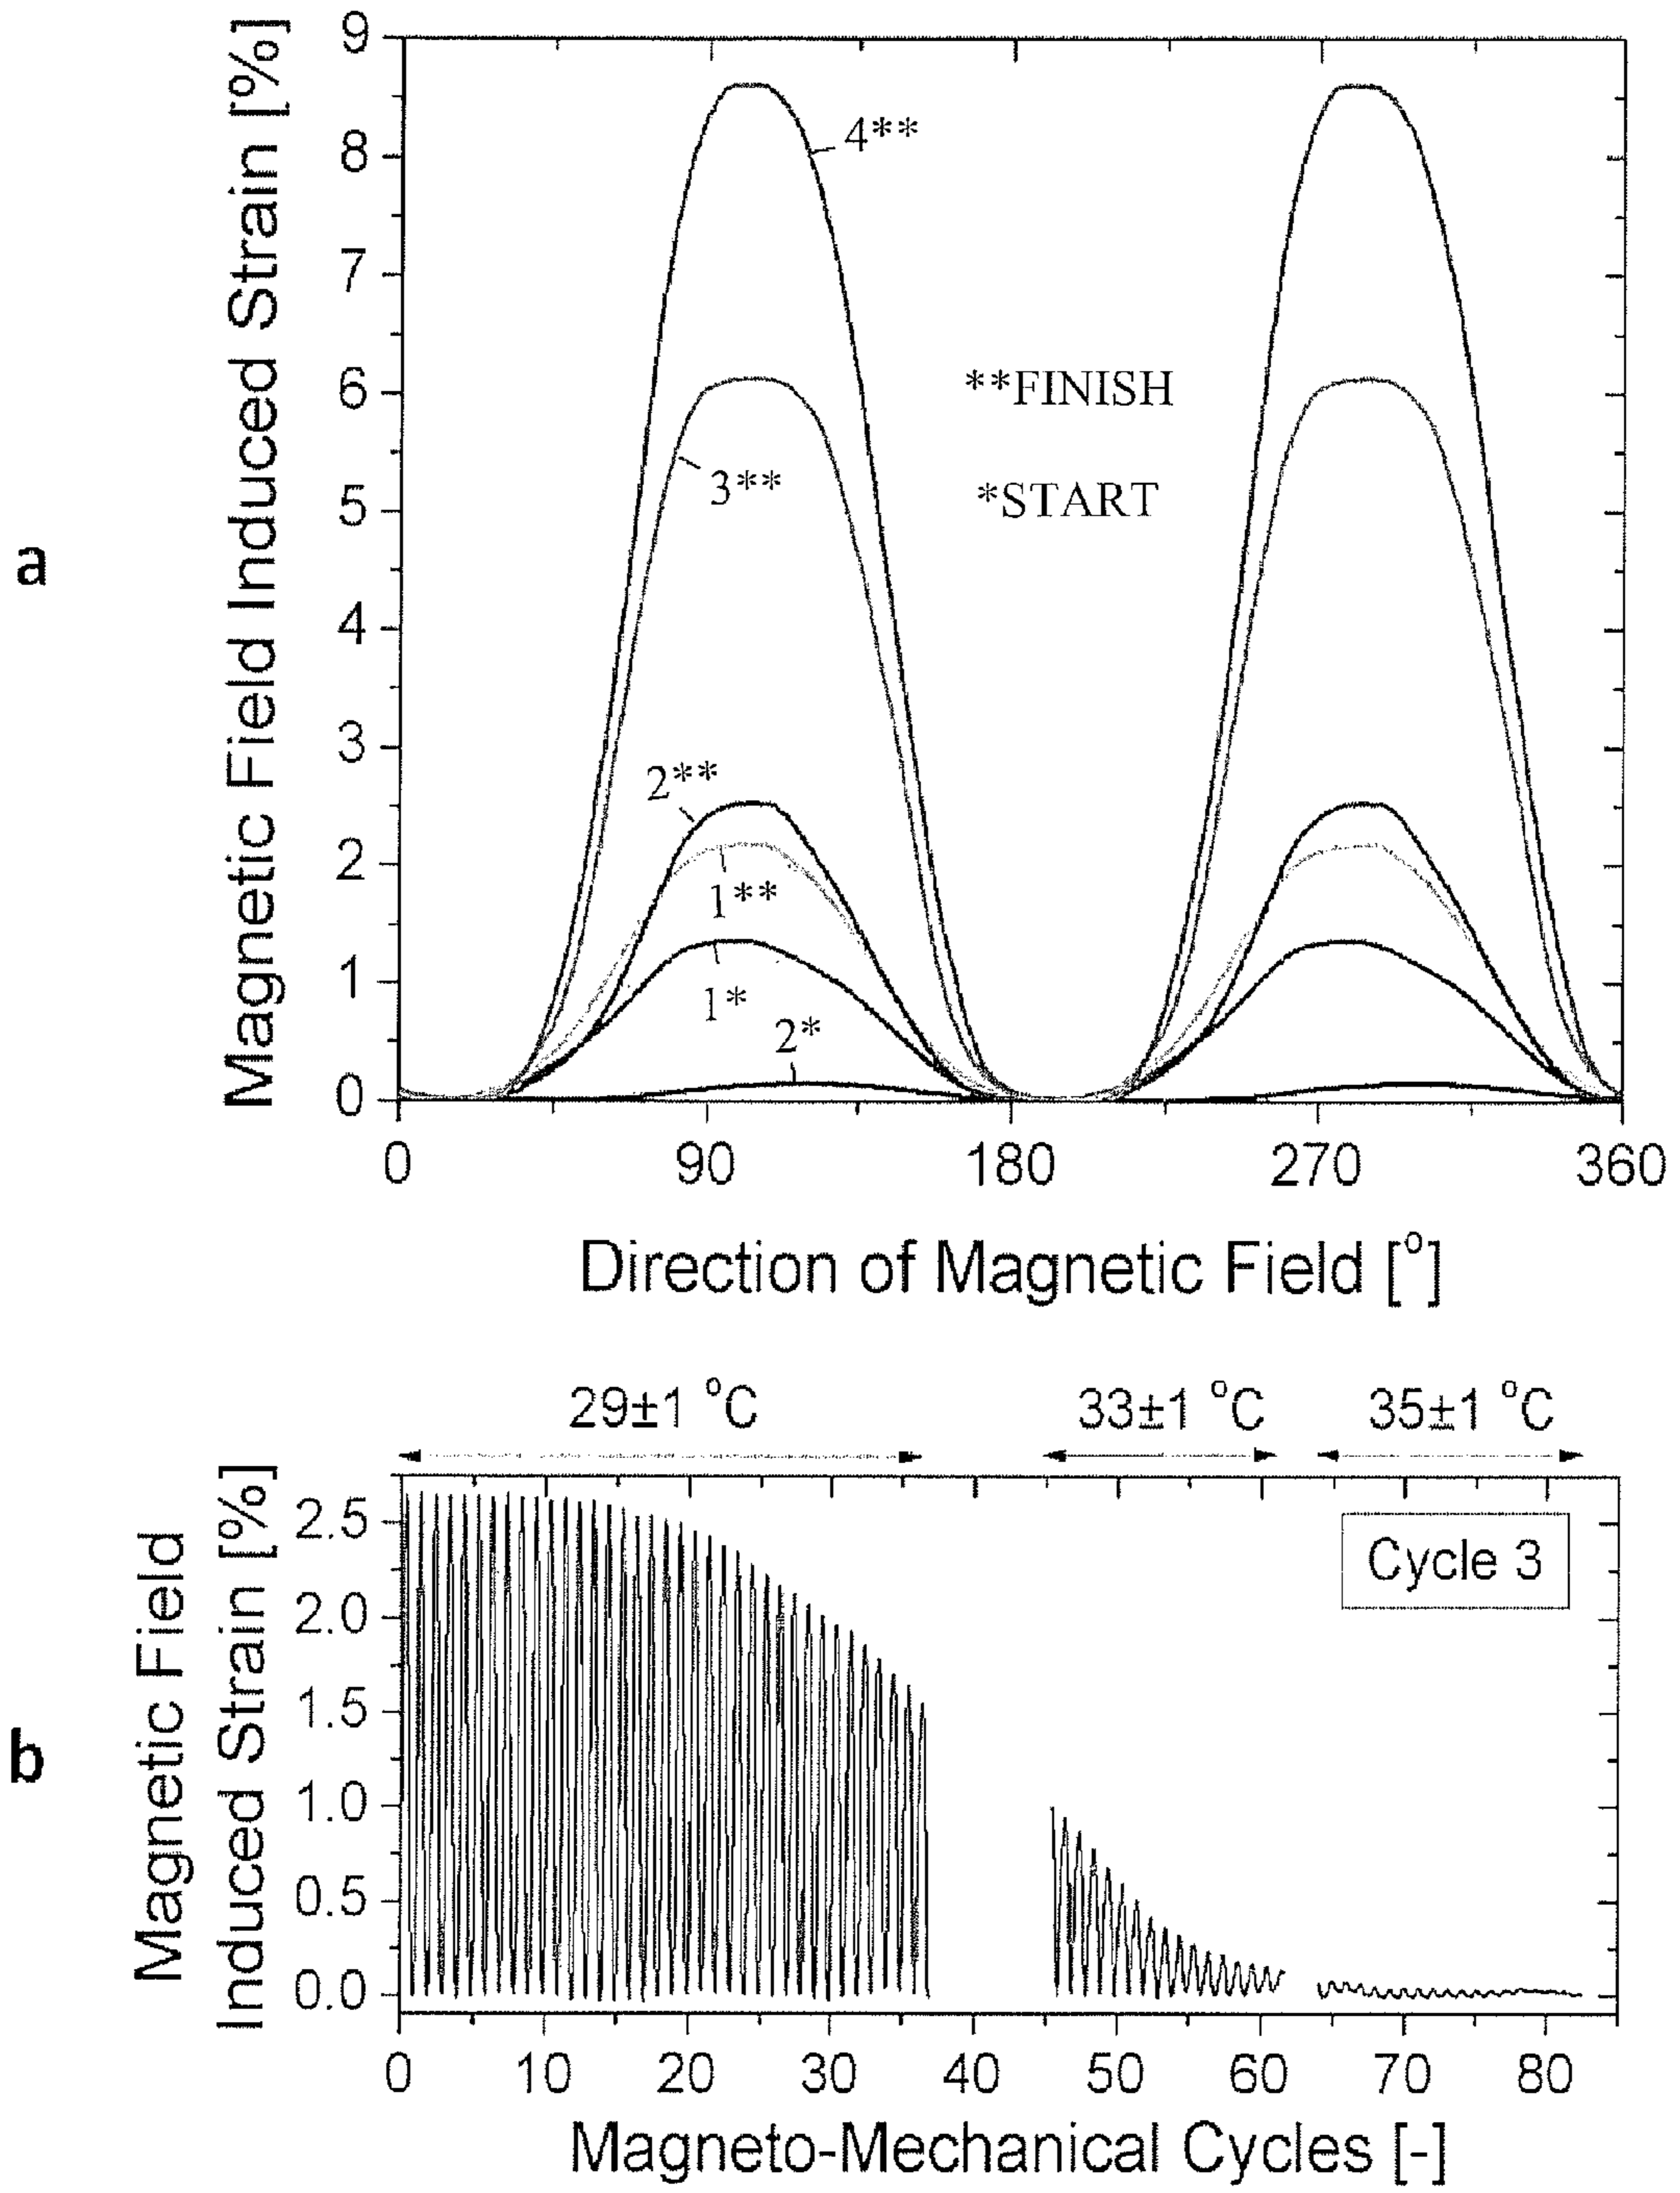 a
Magnetic Field Induced Strain [%]
9
8
7
6
5
4
3
2
1
0
4**
3**
**FINISH
*START
2**
1**
1*
2*
0 90 180 270 360
Direction of Magnetic Field [°]
b
29±1 °C 33±1 °C 35±1 °C
Magnetic Field
Induced Strain [%]
2.5
2.0
1.5
1.0
0.5
0.0
Cycle 3
0 10 20 30 40 50 60 70 80
Magneto-Mechanical Cycles [-]